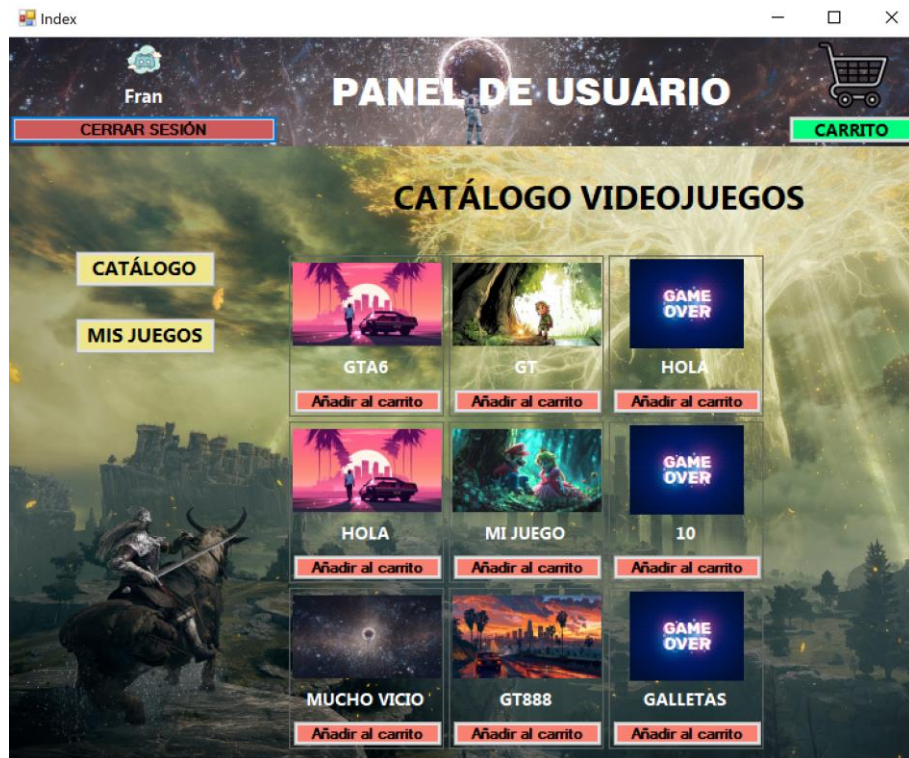 Index
Fran
PANEL DE USUARIO
CERRAR SESIÓN
CARRITO
CATÁLOGO VIDEOJUEGOS
CATÁLOGO
MIS JUEGOS
GAME
OVER
GTA6
GT
HOLA
Añadir al carrito
Añadir al carrito
Añadir al carrito
GAME
OVER
HOLA
MI JUEGO
10
Añadir al carrito
Añadir al carrito
Añadir al carrito
GAME
OVER
MUCHO VICIO
GT888
GALLETAS
Añadir al carrito
Añadir al carrito
Añadir al carrito